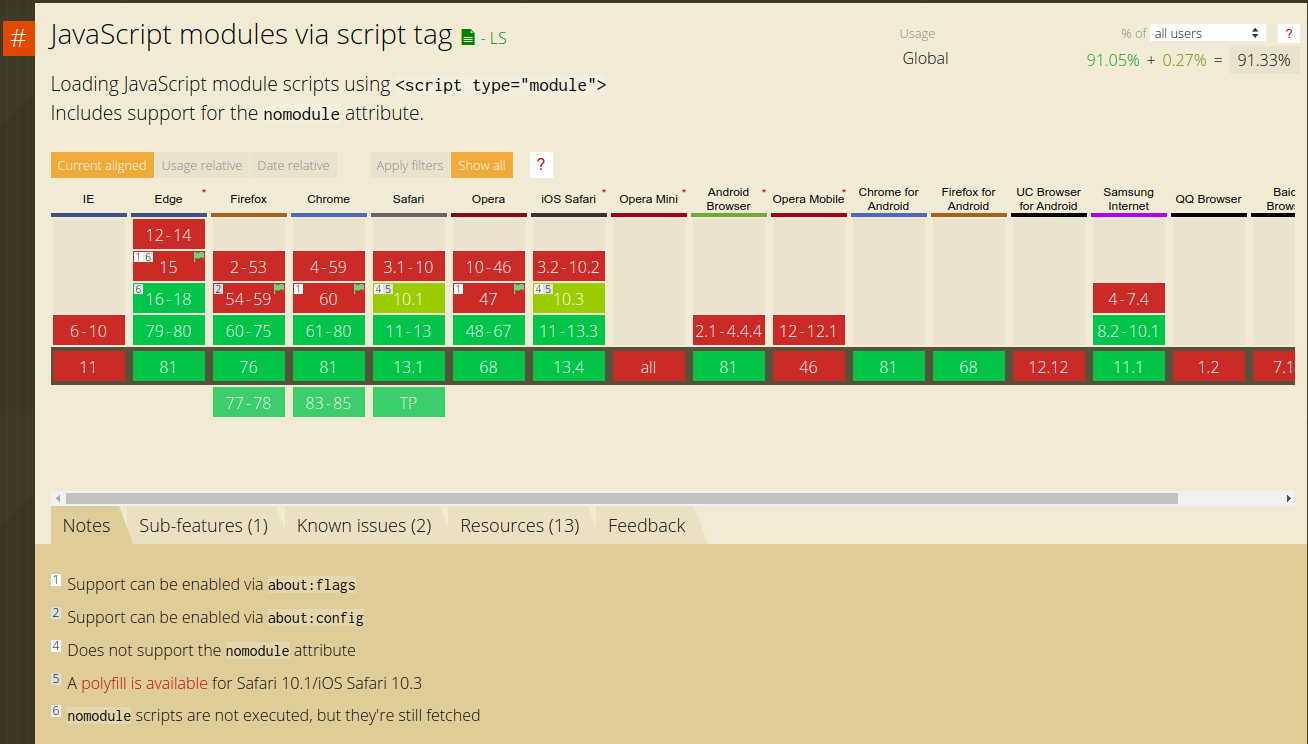 #
JavaScript modules via script tag - LS
Usage % of all users ?
Global 91.05% + 0.27% = 91.33%
Loading JavaScript module scripts using <script type="module">
Includes support for the nomodule attribute.
Current aligned Usage relative Date relative Apply filters Show all ?
IE Edge * Firefox Chrome Safari Opera iOS Safari * Opera Mini * Android Browser * Opera Mobile * Chrome for Android Firefox for Android UC Browser for Android Samsung Internet QQ Browser Baid Brows
12-14
1 6 15 2-53 4-59 3.1-10 10-46 3.2-10.2
6 16-18 2 54-59 1 60 4 5 10.1 1 47 4 5 10.3 4-7.4
6-10 79-80 60-75 61-80 11-13 48-67 11-13.3 2.1-4.4.4 12-12.1 8.2-10.1
11 81 76 81 13.1 68 13.4 all 81 46 81 68 12.12 11.1 1.2 7.1
77-78 83-85 TP
Notes Sub-features (1) Known issues (2) Resources (13) Feedback
1 Support can be enabled via about:flags
2 Support can be enabled via about:config
4 Does not support the nomodule attribute
5 A polyfill is available for Safari 10.1/iOS Safari 10.3
6 nomodule scripts are not executed, but they're still fetched